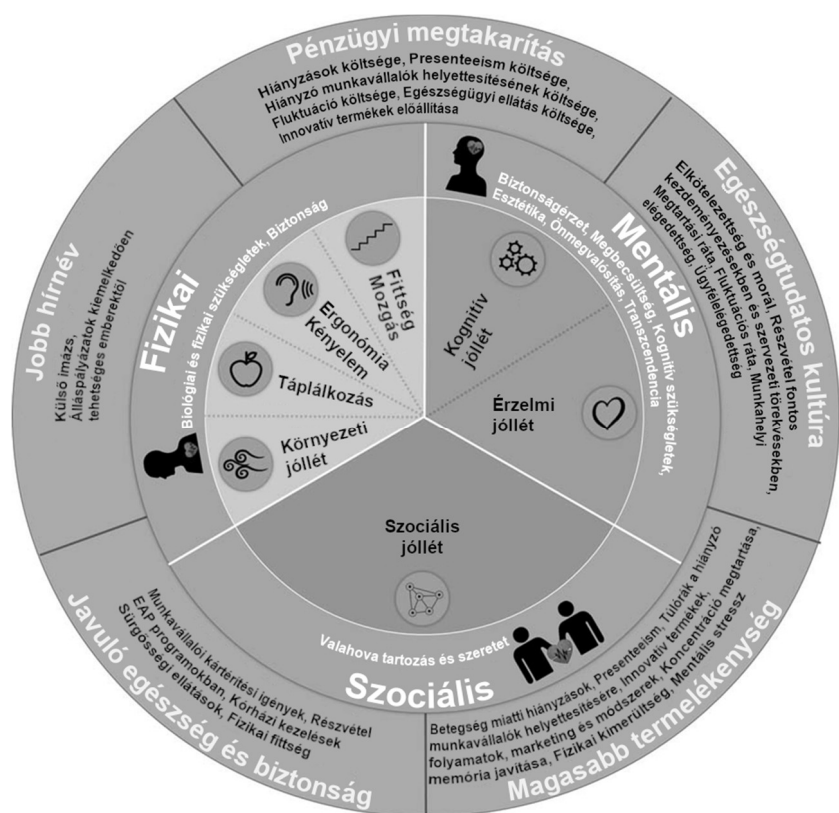 Pénzügyi megtakarítás
Hiányzások költsége, Presenteeism költsége,
Hiányzó munkavállalók helyettesítésének költsége,
Fluktuáció költsége, Egészségügyi ellátás költsége,
Innovatív termékek előállítása
Egészségtudatos kultúra
Elkötelezettség és morál, Részvétel fontos
kezdeményezésekben és szervezeti törekvésekben,
Megtartási ráta, Fluktuációs ráta, Munkahelyi
elégedettség, Ügyfélelégedettség
Magasabb termelékenység
Betegség miatti hiányzások, Presenteeism, Túlórák a hiányzó
munkavállalók helyettesítésére, Innovatív termékek,
folyamatok, marketing és módszerek, Koncentráció megtartása,
memória javítása, Fizikai kimerültség, Mentális stressz
Javuló egészség és biztonság
Munkavállalói kártérítési igények, Részvétel
EAP programokban, Kórházi kezelések
Sürgősségi ellátások, Fizikai fittség
Jobb hírnév
Külső imázs,
Álláspályázatok kiemelkedően
tehetséges emberektől
Fizikai
Biológiai és fizikai szükségletek, Biztonság
Fittség
Mozgás
Ergonómia
Kényelem
Táplálkozás
Környezeti
jóllét
Mentális
Biztonságérzet, Megbecsültség, Kognitív szükségletek,
Esztétika, Önmegvalósítás, Transzcendencia
Kognitív
jóllét
Érzelmi
jóllét
Szociális
jóllét
Valahova tartozás és szeretet
Szociális